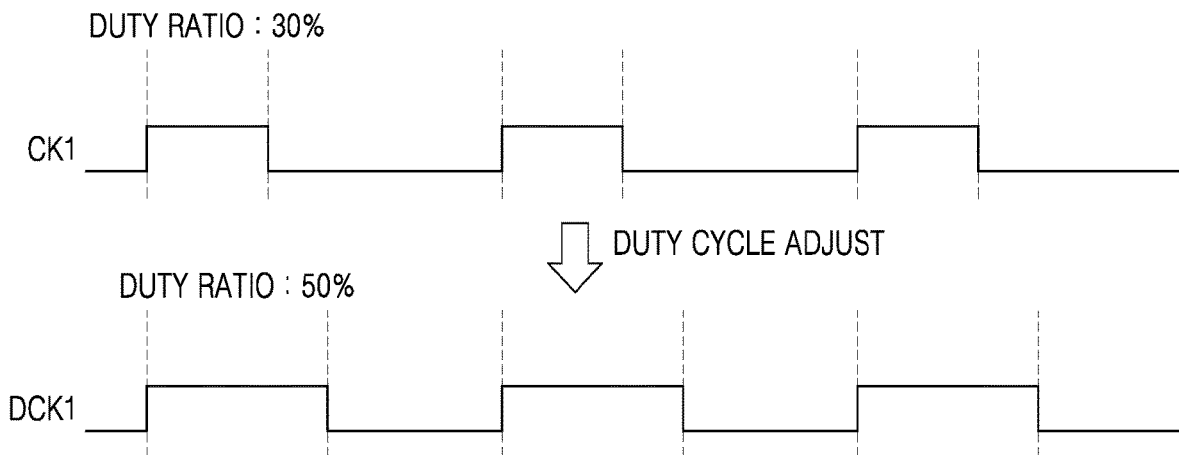 DUTY RATIO : 30%
CK1
DUTY CYCLE ADJUST
DUTY RATIO : 50%
DCK1